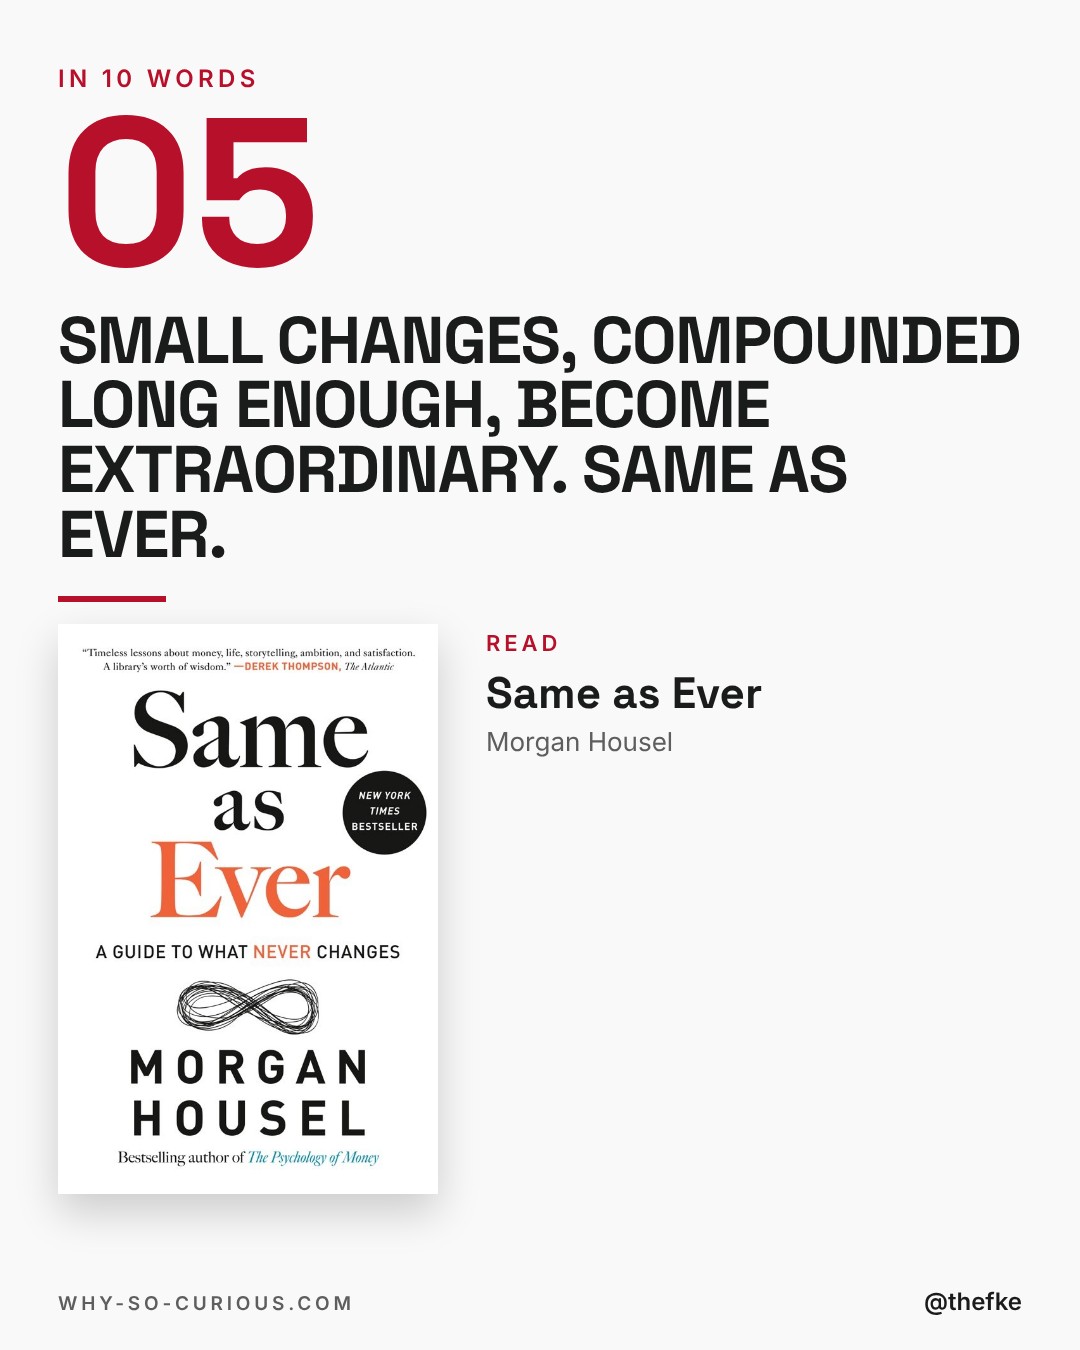 IN 10 WORDS
05
SMALL CHANGES, COMPOUNDED
LONG ENOUGH, BECOME
EXTRAORDINARY. SAME AS
EVER.
“Timeless lessons about money, life, storytelling, ambition, and satisfaction.
A library’s worth of wisdom.” —DEREK THOMPSON, The Atlantic
Same
as
Ever
NEW YORK
TIMES
BESTSELLER
A GUIDE TO WHAT NEVER CHANGES
MORGAN
HOUSEL
Bestselling author of The Psychology of Money
READ
Same as Ever
Morgan Housel
WHY-SO-CURIOUS.COM
@thefke